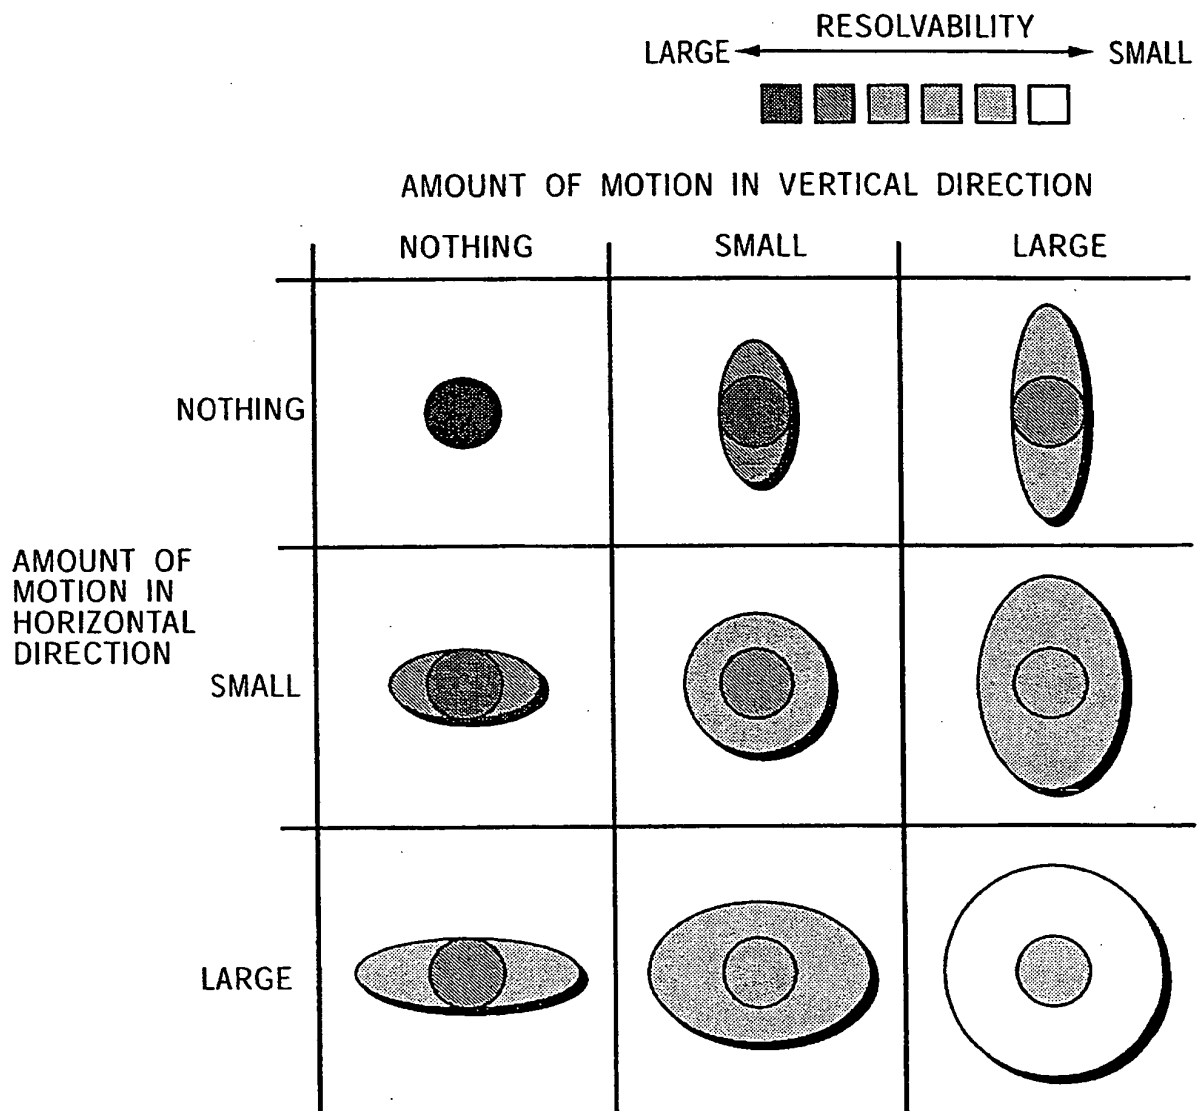 RESOLVABILITY
LARGE SMALL
AMOUNT OF MOTION IN VERTICAL DIRECTION
NOTHING SMALL LARGE
NOTHING
AMOUNT OF
MOTION IN
HORIZONTAL
DIRECTION
SMALL
LARGE